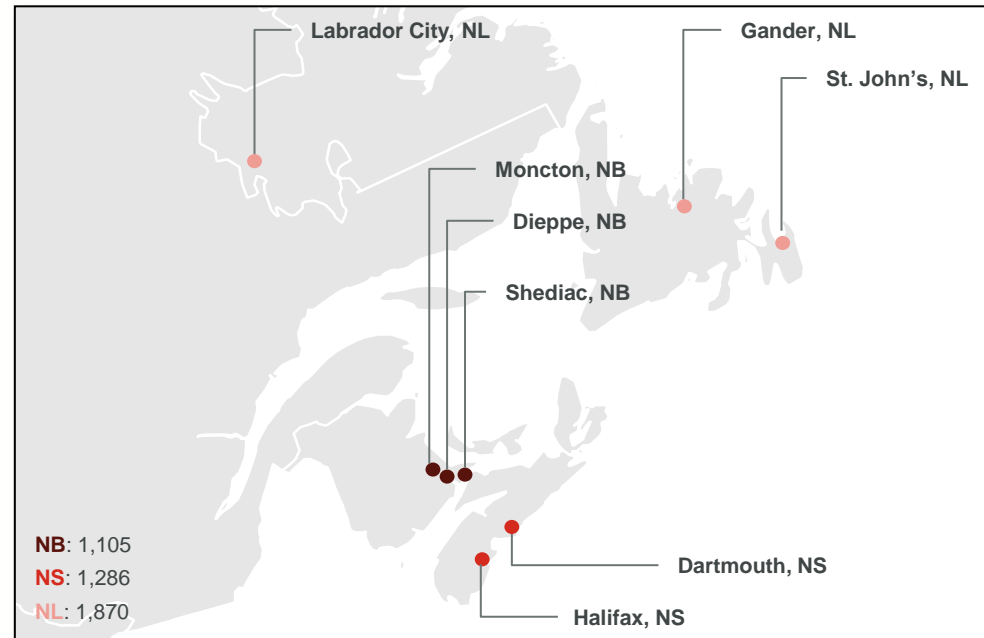 Labrador City, NL
Gander, NL
St. John’s, NL
Moncton, NB
Dieppe, NB
Shediac, NB
NB: 1,105
NS: 1,286
NL: 1,870
Dartmouth, NS
Halifax, NS